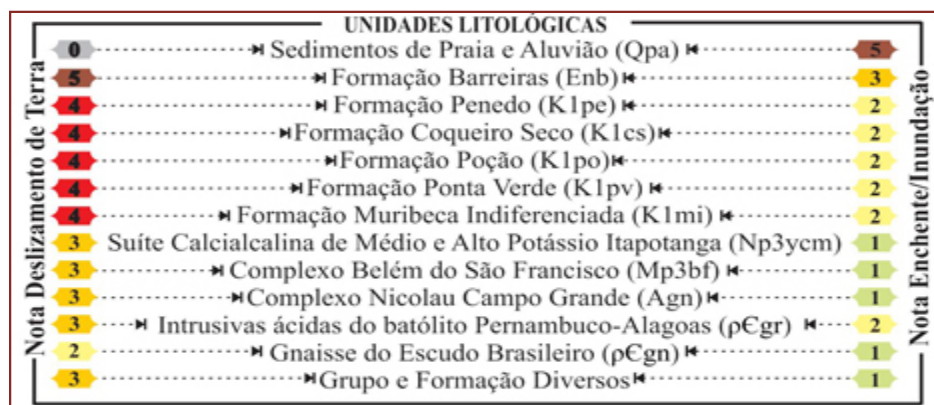 UNIDADES LITOLÓGICAS
Nota Deslizamento de Terra
0 Sedimentos de Praia e Aluvião (Qpa) 5
5 Formação Barreiras (Enb) 3
4 Formação Penedo (K1pe) 2
4 Formação Coqueiro Seco (K1cs) 2
4 Formação Poção (K1po) 2
4 Formação Ponta Verde (K1pv) 2
4 Formação Muribeca Indiferenciada (K1mi) 2
3 Suíte Calcialcalina de Médio e Alto Potássio Itapotanga (Np3ycm) 1
3 Complexo Belém do São Francisco (Mp3bf) 1
3 Complexo Nicolau Campo Grande (Agn) 1
3 Intrusivas ácidas do batólito Pernambuco-Alagoas (ρЄgr) 2
2 Gnaisse do Escudo Brasileiro (ρЄgn) 1
3 Grupo e Formação Diversos 1
Nota Enchente/Inundação